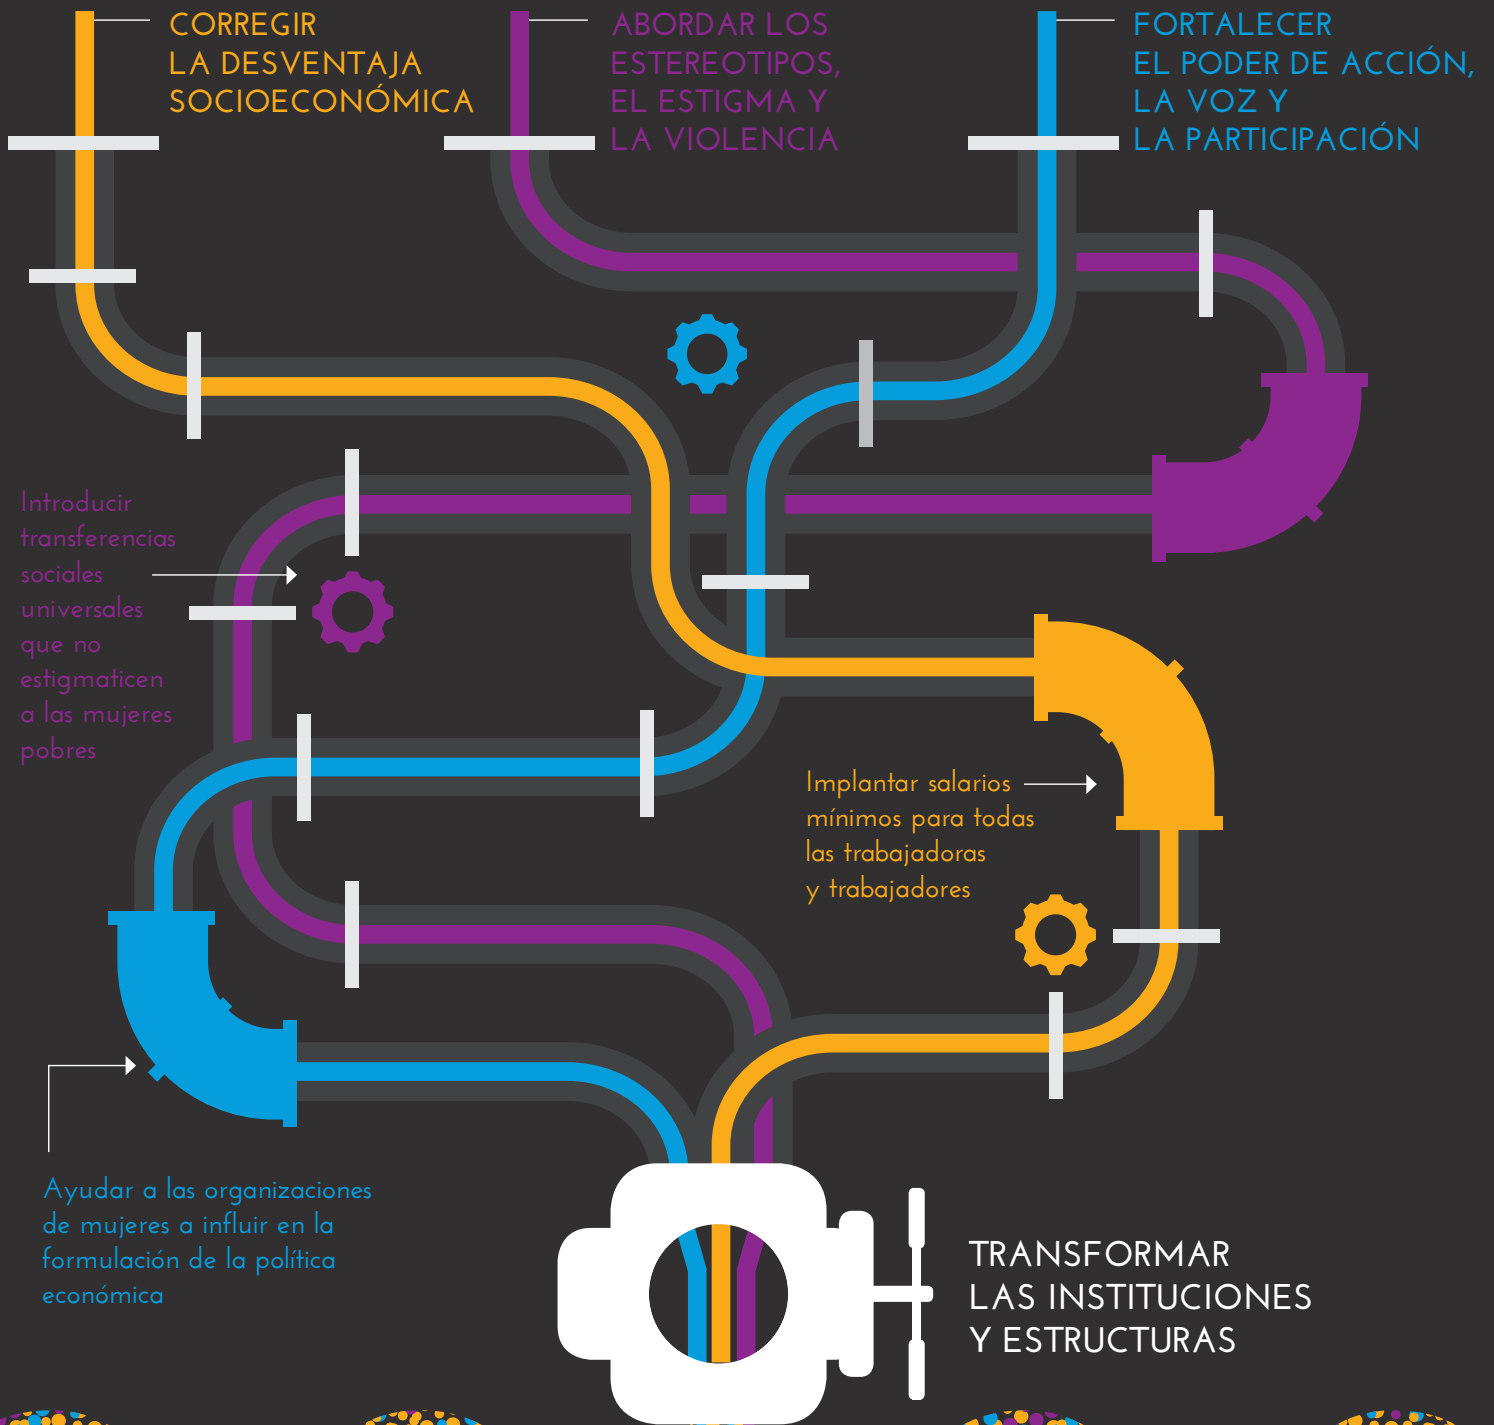 CORREGIR
LA DESVENTAJA
SOCIOECONÓMICA
ABORDAR LOS
ESTEREOTIPOS,
EL ESTIGMA Y
LA VIOLENCIA
FORTALECER
EL PODER DE ACCIÓN,
LA VOZ Y
LA PARTICIPACIÓN
Introducir
transferencias
sociales
universales
que no
estigmaticen
a las mujeres
pobres
Implantar salarios
mínimos para todas
las trabajadoras
y trabajadores
Ayudar a las organizaciones
de mujeres a influir en la
formulación de la política
económica
TRANSFORMAR
LAS INSTITUCIONES
Y ESTRUCTURAS